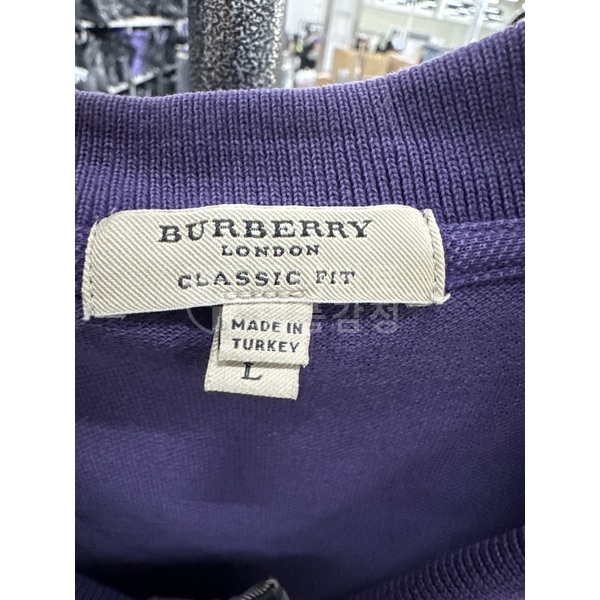 BURBERRY
LONDON
CLASSIC FIT
MADE IN
TURKEY
L